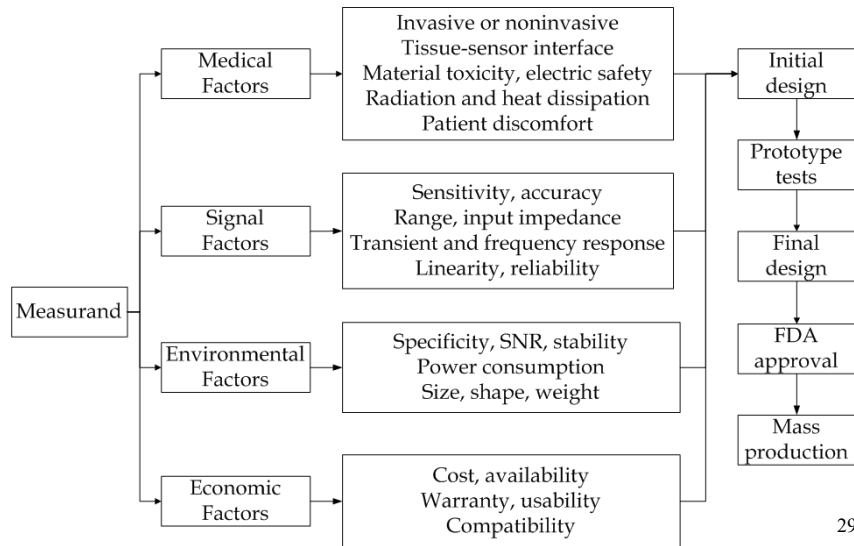 Measurand
Medical
Factors
Invasive or noninvasive
Tissue-sensor interface
Material toxicity, electric safety
Radiation and heat dissipation
Patient discomfort
Signal
Factors
Sensitivity, accuracy
Range, input impedance
Transient and frequency response
Linearity, reliability
Environmental
Factors
Specificity, SNR, stability
Power consumption
Size, shape, weight
Economic
Factors
Cost, availability
Warranty, usability
Compatibility
Initial
design
Prototype
tests
Final
design
FDA
approval
Mass
production
29